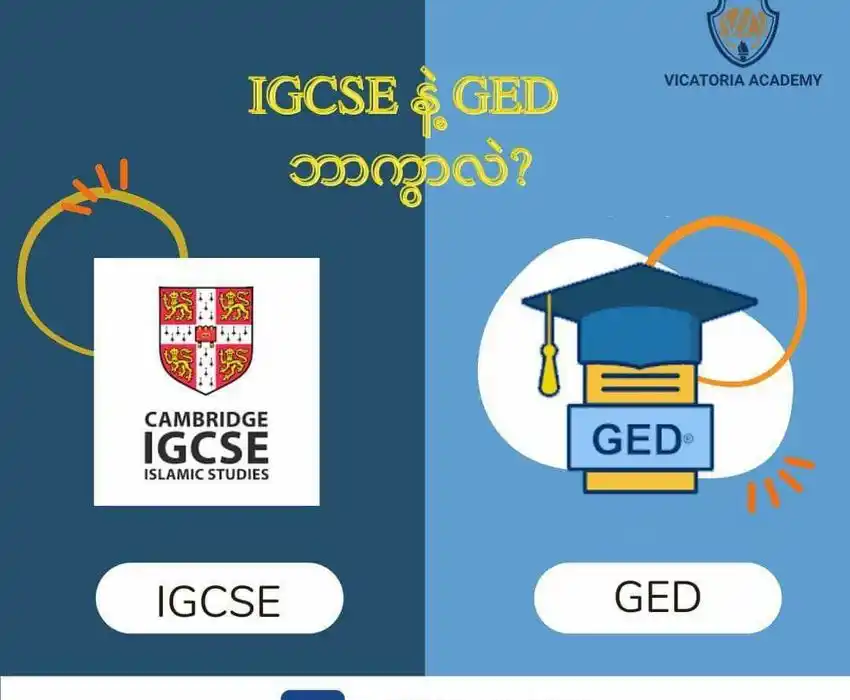 VICATORIA ACADEMY
IGCSE နဲ့ GED
ဘာကွာလဲ?
CAMBRIDGE
IGCSE
ISLAMIC STUDIES
GED®
IGCSE
GED